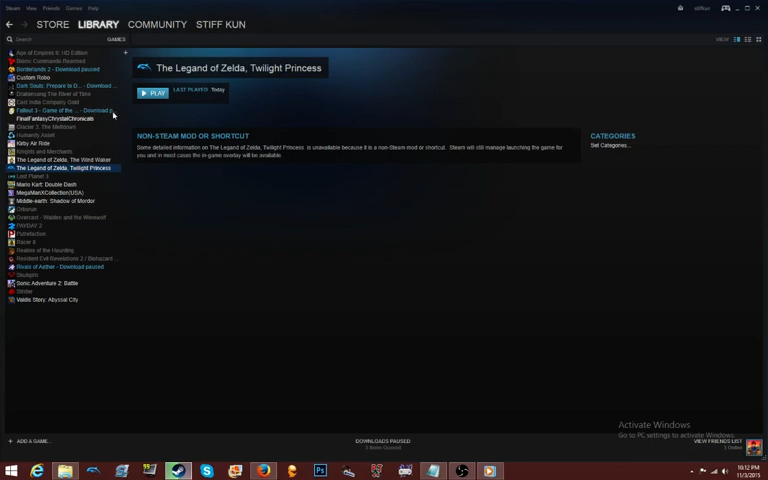 Steam View Friends Games Help stiffkun
STORE LIBRARY COMMUNITY STIFF KUN
Search GAMES VIEW
Age of Empires II: HD Edition
Bionic Commando Rearmed
Borderlands 2 - Download paused
Custom Robo
Dark Souls: Prepare to D... - Download ...
Drakensang The River of Time
East India Company Gold
Fallout 3 - Game of the ... - Download p...
FinalFantasyChrystalChronicals
Glacier 3: The Meltdown
Humanity Asset
Kirby Air Ride
Knights and Merchants
The Legand of Zelda, The Wind Waker
The Legand of Zelda, Twilight Princess
Lost Planet 3
Mario Kart: Double Dash
MegaManXCollection(USA)
Middle-earth: Shadow of Mordor
Orborun
Overcast - Walden and the Werewolf
PAYDAY 2
Putrefaction
Racer 8
Realms of the Haunting
Resident Evil Revelations 2 / Biohazard ...
Rivals of Aether - Download paused
Skullgirls
Sonic Adventure 2: Battle
Valdis Story: Abyssal City
The Legand of Zelda, Twilight Princess
PLAY
LAST PLAYED Today
NON-STEAM MOD OR SHORTCUT
Some detailed information on The Legand of Zelda, Twilight Princess is unavailable because it is a non-Steam mod or shortcut. Steam will still manage launching the game for
you and in most cases the in-game overlay will be available.
CATEGORIES
Set Categories...
Activate Windows
Go to PC settings to activate Windows.
+ ADD A GAME...
DOWNLOADS PAUSED
VIEW FRIENDS LIST
10:12 PM
11/3/2015